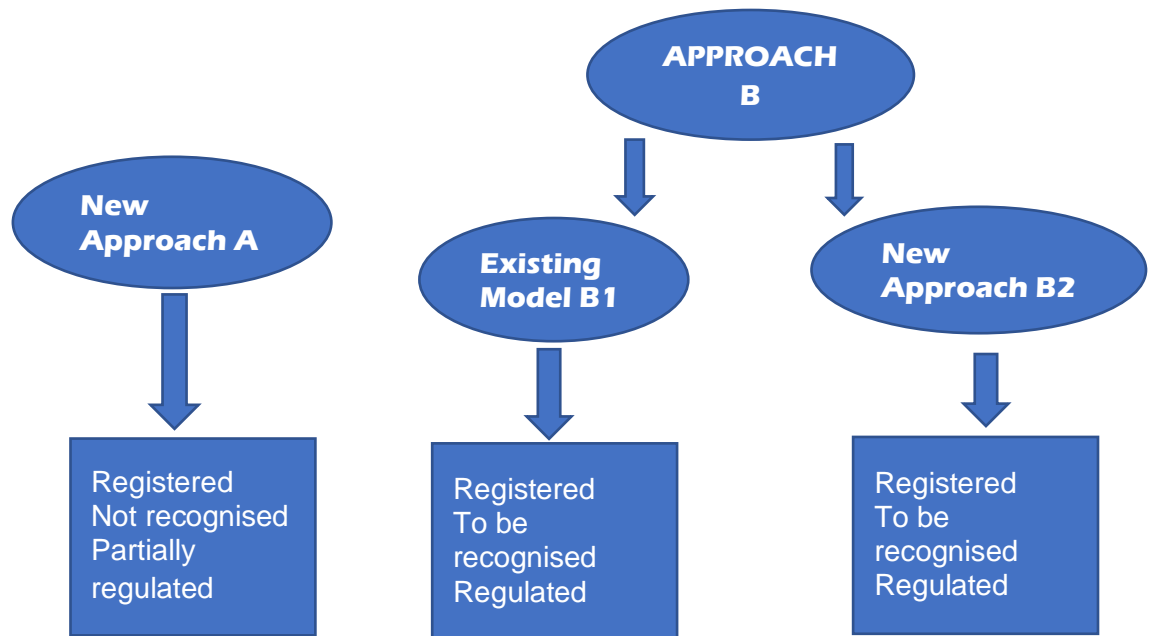 APPROACH
B
New
Approach A
Existing
Model B1
New
Approach B2
Registered
Not recognised
Partially
regulated
Registered
To be
recognised
Regulated
Registered
To be
recognised
Regulated